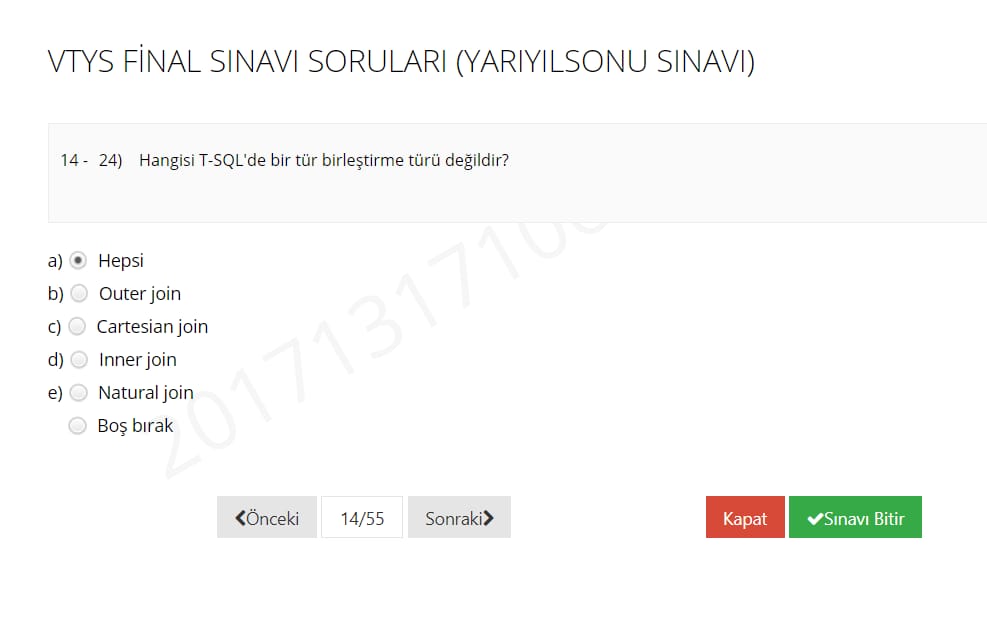 VTYS FİNAL SINAVI SORULARI (YARIYILSONU SINAVI)
14 - 24) Hangisi T-SQL'de bir tür birleştirme türü değildir?
a) Hepsi
b) Outer join
c) Cartesian join
d) Inner join
e) Natural join
Boş bırak
Önceki 14/55 Sonraki Kapat Sınavı Bitir